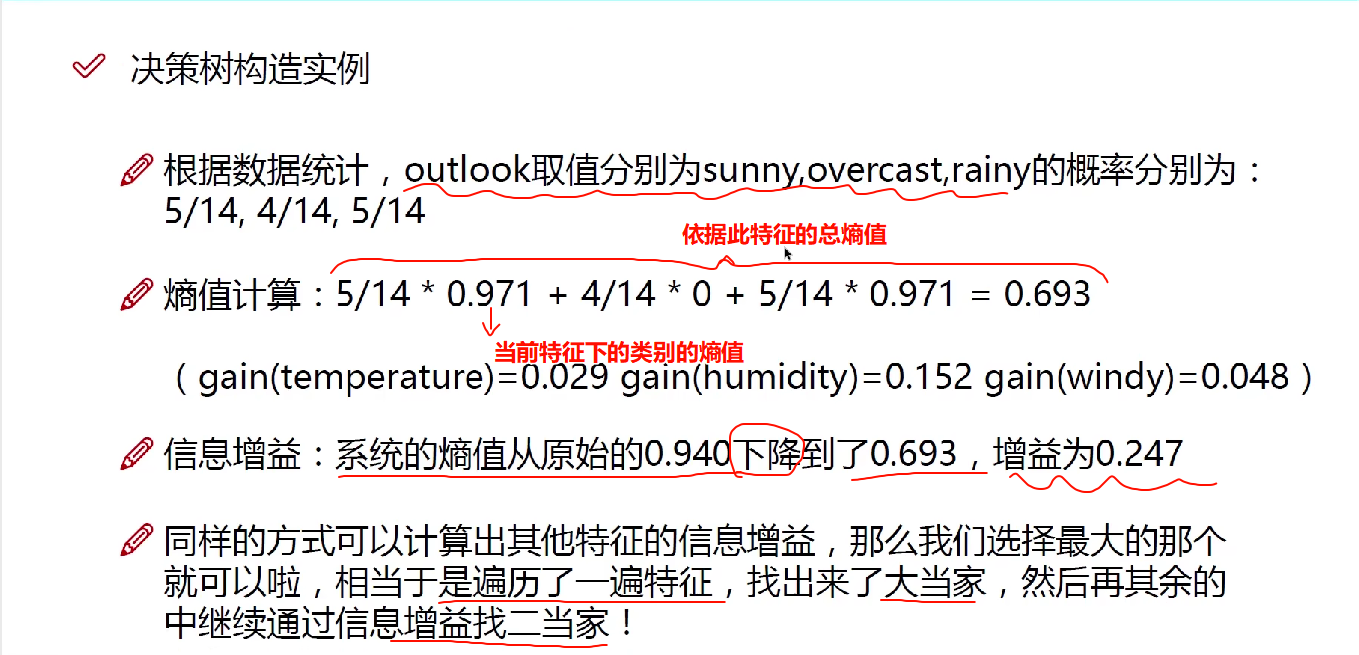 决策树构造实例
根据数据统计，outlook取值分别为sunny,overcast,rainy的概率分别为：
5/14, 4/14, 5/14
依据此特征的总熵值
熵值计算：5/14 * 0.971 + 4/14 * 0 + 5/14 * 0.971 = 0.693
当前特征下的类别的熵值
（ gain(temperature)=0.029 gain(humidity)=0.152 gain(windy)=0.048 ）
信息增益：系统的熵值从原始的0.940下降到了0.693，增益为0.247
同样的方式可以计算出其他特征的信息增益，那么我们选择最大的那个
就可以啦，相当于是遍历了一遍特征，找出来了大当家，然后再其余的
中继续通过信息增益找二当家！